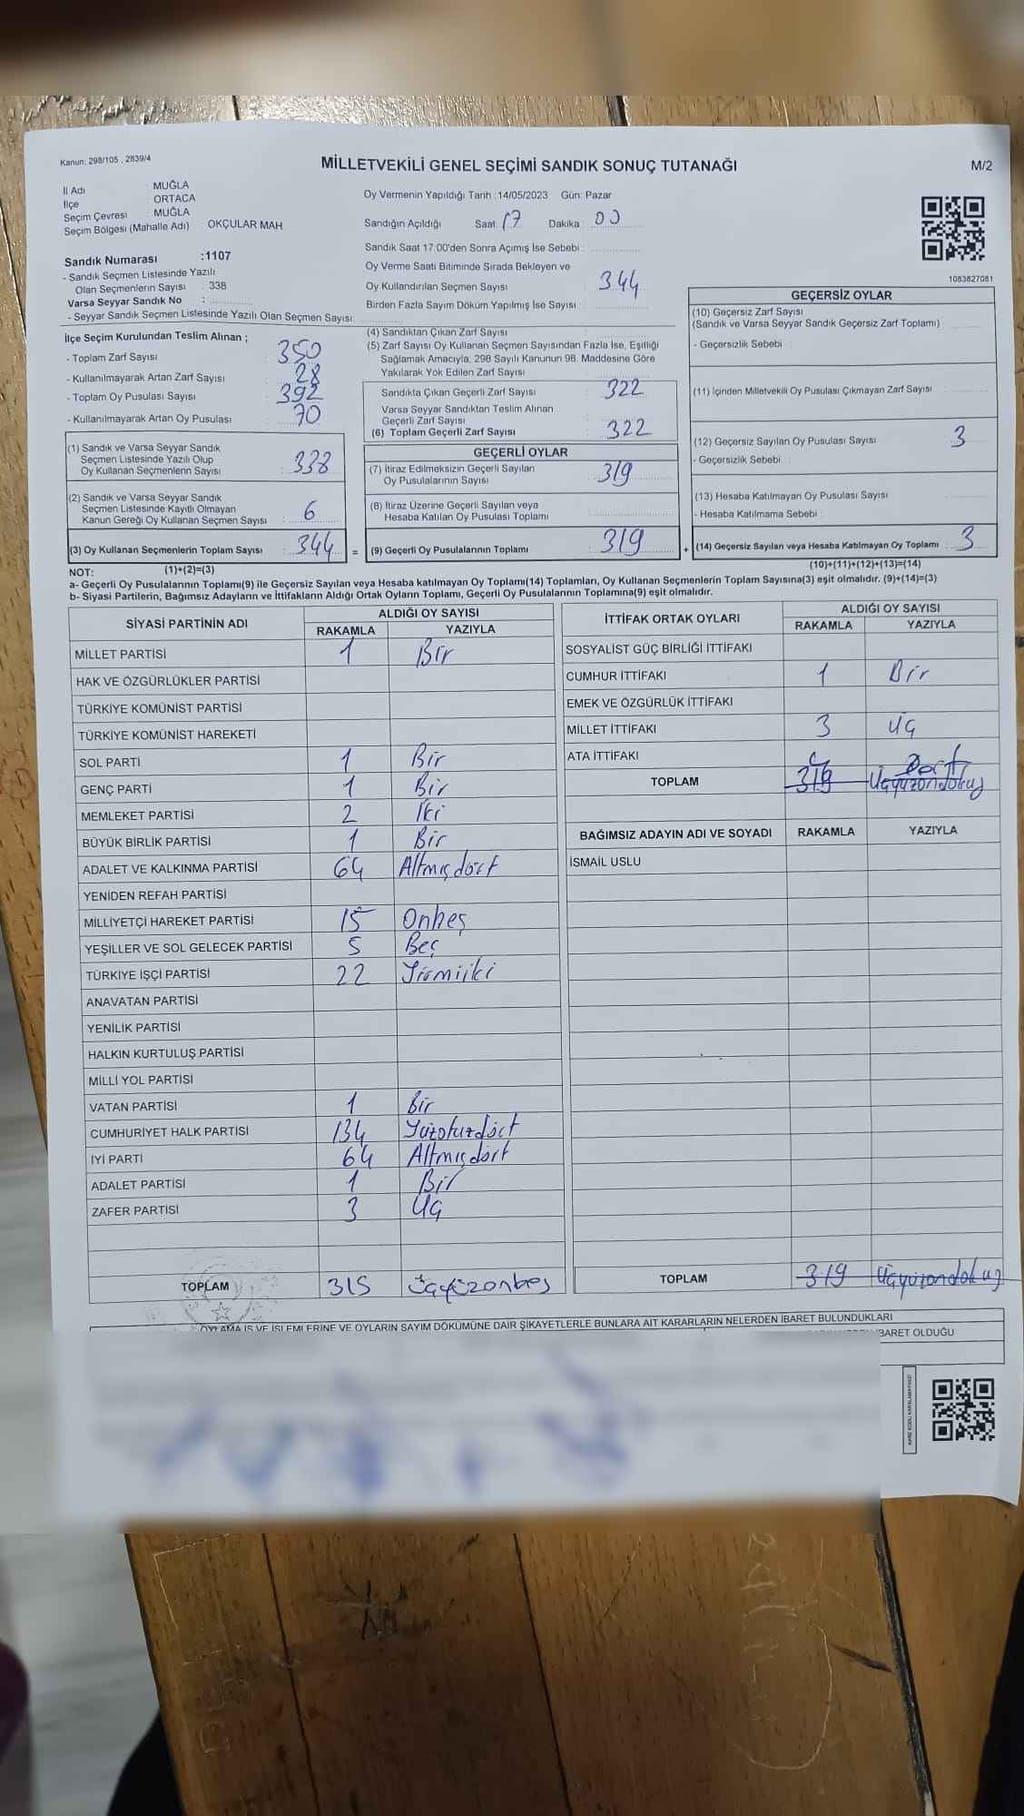 Kanun: 298/105 , 2839/4
MİLLETVEKİLİ GENEL SEÇİMİ SANDIK SONUÇ TUTANAĞI
M/2
İl Adı MUĞLA
İlçe ORTACA
Seçim Çevresi MUĞLA
Seçim Bölgesi (Mahalle Adı) OKÇULAR MAH
Sandık Numarası :1107
- Sandık Seçmen Listesinde Yazılı
Olan Seçmenlerin Sayısı : 338
Varsa Seyyar Sandık No :
- Seyyar Sandık Seçmen Listesinde Yazılı Olan Seçmen Sayısı:
Oy Vermenin Yapıldığı Tarih :14/05/2023 Gün: Pazar
Sandığın Açıldığı Saat 17 Dakika 00
Sandık Saat 17:00'den Sonra Açımış İse Sebebi :
Oy Verme Saati Bitiminde Sırada Bekleyen ve
Oy Kullandırılan Seçmen Sayısı 344
Birden Fazla Sayım Döküm Yapılmış İse Sayısı :
1083827081
İlçe Seçim Kurulundan Teslim Alınan ;
- Toplam Zarf Sayısı 350
- Kullanılmayarak Artan Zarf Sayısı 28
- Toplam Oy Pusulası Sayısı 392
- Kullanılmayarak Artan Oy Pusulası 70
(1) Sandık ve Varsa Seyyar Sandık
Seçmen Listesinde Yazılı Olup
Oy Kullanan Seçmenlerin Sayısı 338
(2) Sandık ve Varsa Seyyar Sandık
Seçmen Listesinde Kayıtlı Olmayan
Kanun Gereği Oy Kullanan Seçmen Sayısı 6
(3) Oy Kullanan Seçmenlerin Toplam Sayısı 344 =
(1)+(2)=(3)
(4) Sandıktan Çıkan Zarf Sayısı
(5) Zarf Sayısı Oy Kullanan Seçmen Sayısından Fazla İse, Eşitliği
Sağlamak Amacıyla, 298 Sayılı Kanunun 98. Maddesine Göre
Yakılarak Yok Edilen Zarf Sayısı
Sandıkta Çıkan Geçerli Zarf Sayısı 322
Varsa Seyyar Sandıktan Teslim Alınan
Geçerli Zarf Sayısı
(6) Toplam Geçerli Zarf Sayısı 322
GEÇERLİ OYLAR
(7) İtiraz Edilmeksizin Geçerli Sayılan
Oy Pusulalarının Sayısı 319
(8) İtiraz Üzerine Geçerli Sayılan veya
Hesaba Katılan Oy Pusulası Toplamı
(9) Geçerli Oy Pusulalarının Toplamı 319 +
GEÇERSİZ OYLAR
(10) Geçersiz Zarf Sayısı
(Sandık ve Varsa Seyyar Sandık Geçersiz Zarf Toplamı)
- Geçersizlik Sebebi :
(11) İçinden Milletvekili Oy Pusulası Çıkmayan Zarf Sayısı
(12) Geçersiz Sayılan Oy Pusulası Sayısı 3
- Geçersizlik Sebebi :
(13) Hesaba Katılmayan Oy Pusulası Sayısı
- Hesaba Katılmama Sebebi :
(14) Geçersiz Sayılan veya Hesaba Katılmayan Oy Toplamı 3
(10)+(11)+(12)+(13)=(14)
NOT:
a- Geçerli Oy Pusulalarının Toplamı(9) ile Geçersiz Sayılan veya Hesaba katılmayan Oy Toplamı(14) Toplamları, Oy Kullanan Seçmenlerin Toplam Sayısına(3) eşit olmalıdır. (9)+(14)=(3)
b- Siyasi Partilerin, Bağımsız Adayların ve İttifakların Aldığı Ortak Oyların Toplamı, Geçerli Oy Pusulalarının Toplamına(9) eşit olmalıdır.
SİYASİ PARTİNİN ADI ALDIĞI OY SAYISI
RAKAMLA YAZIYLA
MİLLET PARTİSİ 1 Bir
HAK VE ÖZGÜRLÜKLER PARTİSİ
TÜRKİYE KOMÜNİST PARTİSİ
TÜRKİYE KOMÜNİST HAREKETİ
SOL PARTİ 1 Bir
GENÇ PARTİ 1 Bir
MEMLEKET PARTİSİ 2 İki
BÜYÜK BİRLİK PARTİSİ 1 Bir
ADALET VE KALKINMA PARTİSİ 64 Altmışdört
YENİDEN REFAH PARTİSİ
MİLLİYETÇİ HAREKET PARTİSİ 15 Onbeş
YEŞİLLER VE SOL GELECEK PARTİSİ 5 Beş
TÜRKİYE İŞÇİ PARTİSİ 22 Yirmiiki
ANAVATAN PARTİSİ
YENİLİK PARTİSİ
HALKIN KURTULUŞ PARTİSİ
MİLLİ YOL PARTİSİ
VATAN PARTİSİ 1 Bir
CUMHURİYET HALK PARTİSİ 134 Yüzotuzdört
İYİ PARTİ 64 Altmışdört
ADALET PARTİSİ 1 Bir
ZAFER PARTİSİ 3 Üç
TOPLAM 315 Üçyüzonbeş
İTTİFAK ORTAK OYLARI ALDIĞI OY SAYISI
RAKAMLA YAZIYLA
SOSYALİST GÜÇ BİRLİĞİ İTTİFAKI
CUMHUR İTTİFAKI 1 Bir
EMEK VE ÖZGÜRLÜK İTTİFAKI
MİLLET İTTİFAKI 3 Üç
ATA İTTİFAKI
Dört
TOPLAM 319 Üçyüzondokuz
BAĞIMSIZ ADAYIN ADI VE SOYADI RAKAMLA YAZIYLA
İSMAİL USLU
TOPLAM 319 Üçyüzondokuz
OYLAMA İŞ VE İŞLEMLERİNE VE OYLARIN SAYIM DÖKÜMÜNE DAİR ŞİKAYETLERLE BUNLARA AİT KARARLARIN NELERDEN İBARET BULUNDUKLARI
İBARET OLDUĞU